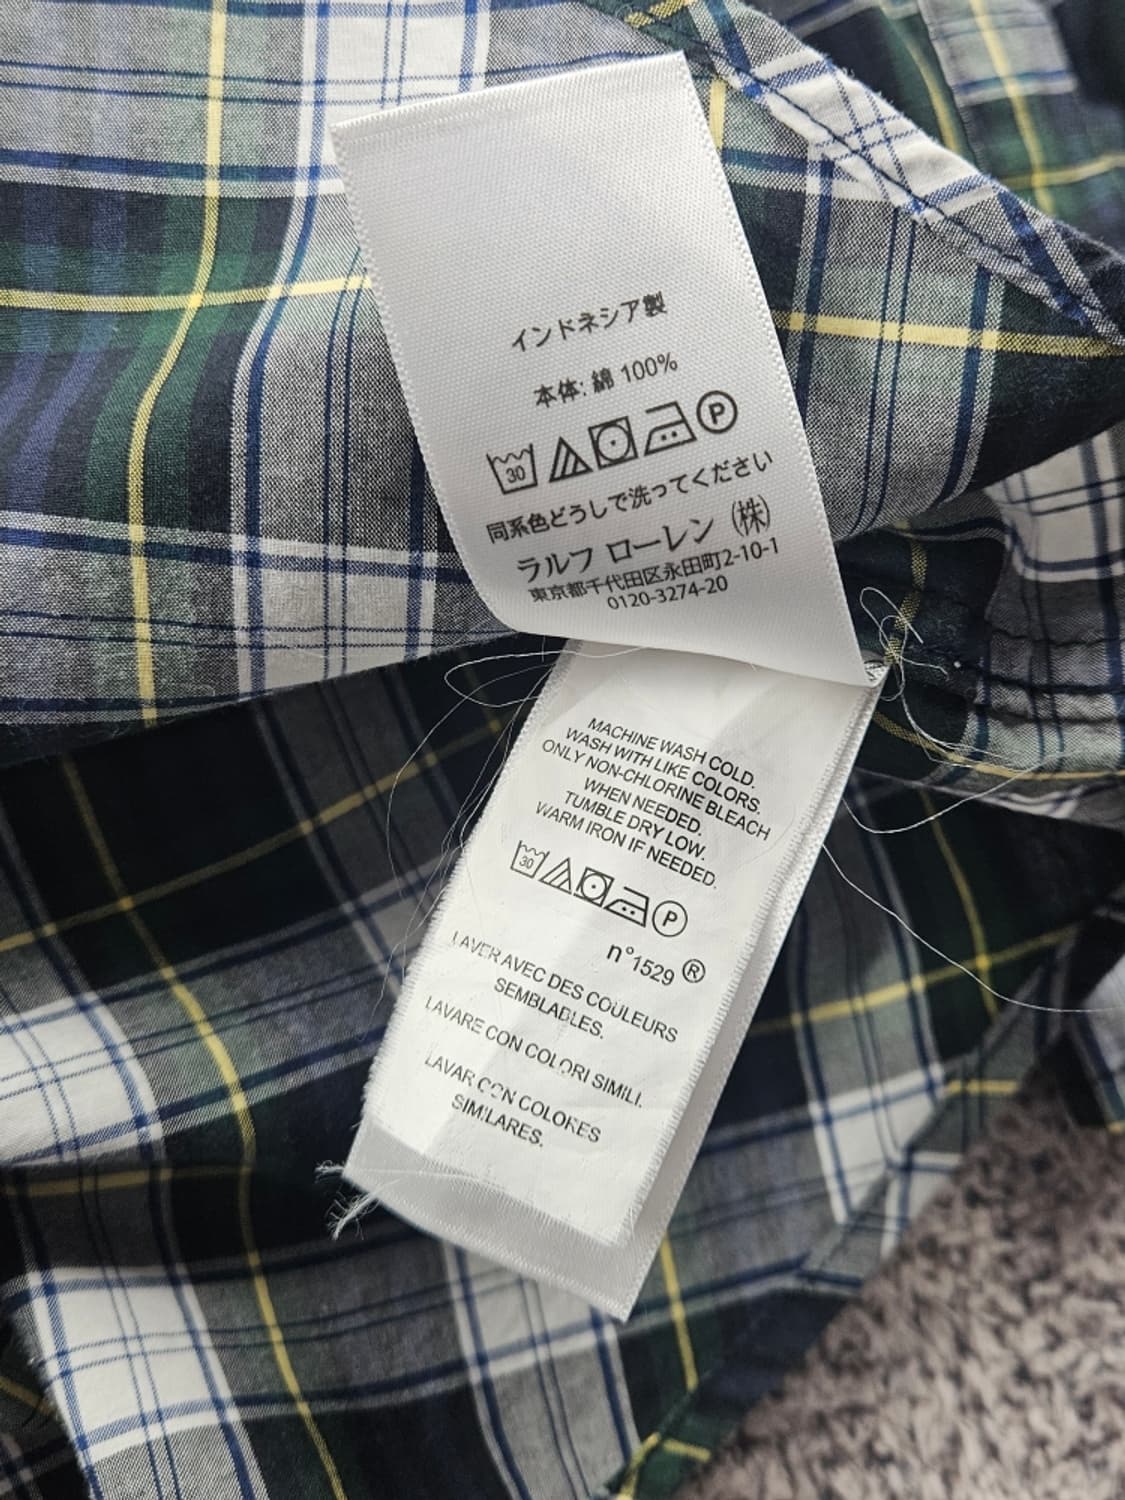 インドネシア製
本体: 綿 100%
30 P
同系色どうしで洗ってください
ラルフ ローレン (株)
東京都千代田区永田町2-10-1
0120-3274-20
MACHINE WASH COLD.
WASH WITH LIKE COLORS.
ONLY NON-CHLORINE BLEACH
WHEN NEEDED.
TUMBLE DRY LOW.
WARM IRON IF NEEDED.
30 P
n°1529 ®
LAVER AVEC DES COULEURS
SEMBLABLES.
LAVARE CON COLORI SIMILI.
LAVAR CON COLORES
SIMILARES.